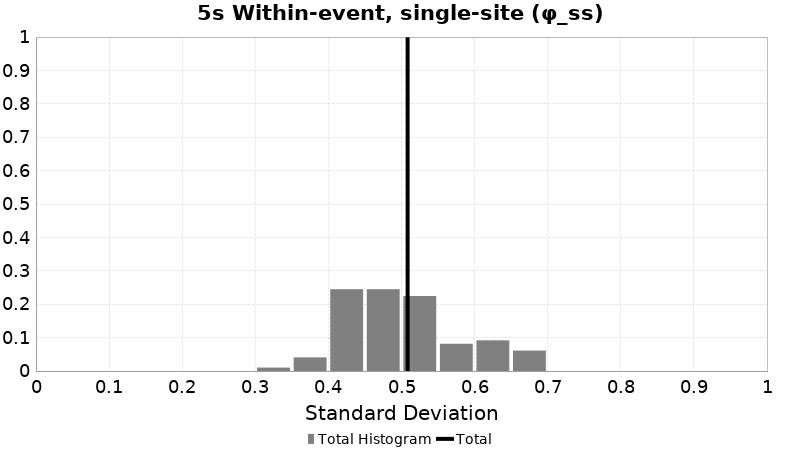 5s Within-event, single-site (φ_ss)
1
0.9
0.8
0.7
0.6
0.5
0.4
0.3
0.2
0.1
0
0 0.1 0.2 0.3 0.4 0.5 0.6 0.7 0.8 0.9 1
Standard Deviation
Total Histogram Total